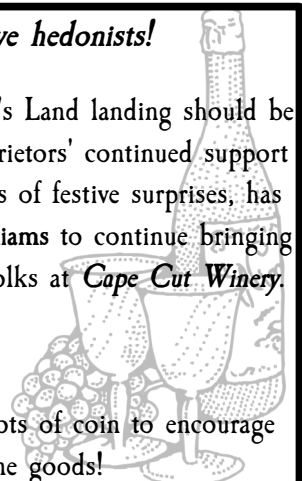 ve hedonists!
's Land landing should be
rietors' continued support
s of festive surprises, has
iams to continue bringing
olks at Cape Cut Winery.
ots of coin to encourage
he goods!